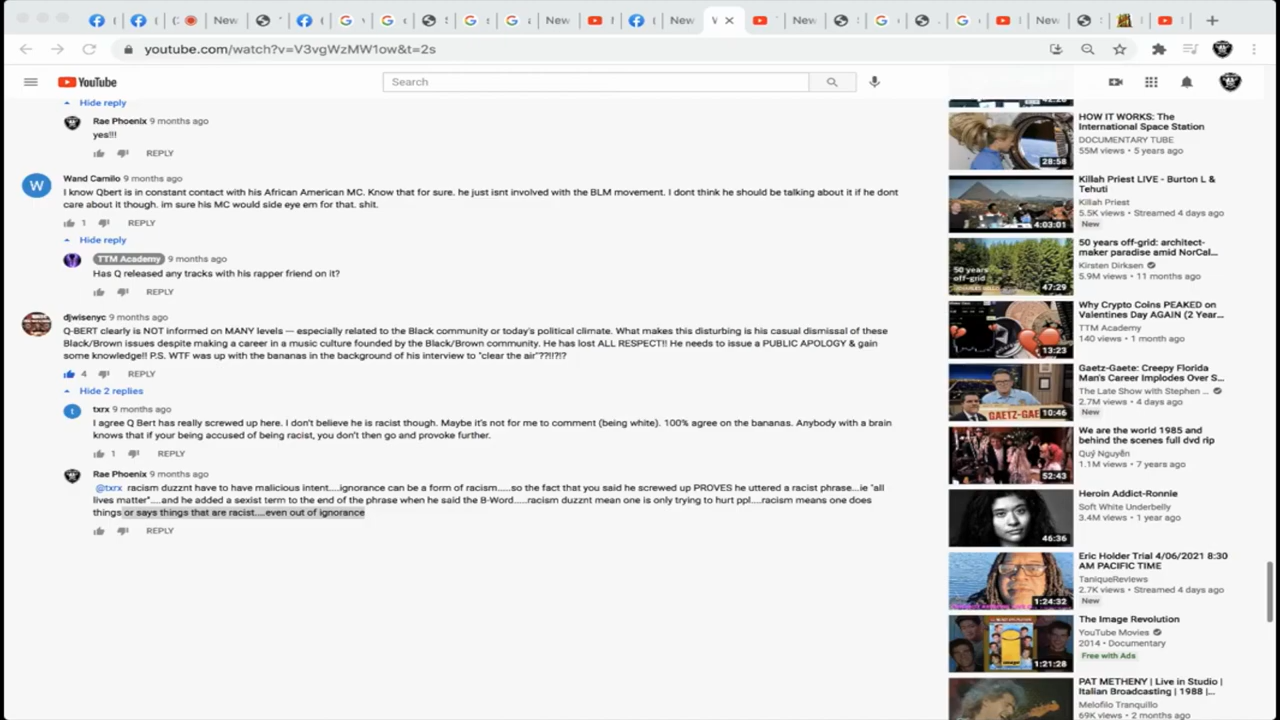 New
New
New
New
New
youtube.com/watch?v=V3vgWzMW1ow&t=2s
YouTube
Search
Hide reply
Rae Phoenix 9 months ago
yes!!!
REPLY
W
Wand Camilo 9 months ago
I know Qbert is in constant contact with his African American MC. Know that for sure. he just isnt involved with the BLM movement. I dont think he should be talking about it if he dont
care about it though. im sure his MC would side eye em for that. shit.
1 REPLY
Hide reply
TTM Academy 9 months ago
Has Q released any tracks with his rapper friend on it?
REPLY
djwisenyc 9 months ago
Q-BERT clearly is NOT informed on MANY levels — especially related to the Black community or today's political climate. What makes this disturbing is his casual dismissal of these
Black/Brown issues despite making a career in a music culture founded by the Black/Brown community. He has lost ALL RESPECT!! He needs to issue a PUBLIC APOLOGY & gain
some knowledge!! P.S. WTF was up with the bananas in the background of his interview to "clear the air"??!!?!?
4 REPLY
Hide 2 replies
t
txrx 9 months ago
I agree Q Bert has really screwed up here. I don't believe he is racist though. Maybe it's not for me to comment (being white). 100% agree on the bananas. Anybody with a brain
knows that if your being accused of being racist, you don't then go and provoke further.
1 REPLY
Rae Phoenix 9 months ago
@txrx racism duzznt have to have malicious intent....ignorance can be a form of racism.....so the fact that you said he screwed up PROVES he uttered a racist phrase...ie "all
lives matter"....and he added a sexist term to the end of the phrase when he said the B-Word.....racism duzznt mean one is only trying to hurt ppl....racism means one does
things or says things that are racist....even out of ignorance
REPLY
HOW IT WORKS: The
International Space Station
DOCUMENTARY TUBE
55M views • 5 years ago
28:58
Killah Priest LIVE - Burton L &
Tehuti
Killah Priest
5.5K views • Streamed 4 days ago
New
4:03:01
50 years off-grid: architect-
maker paradise amid NorCal...
Kirsten Dirksen
5.9M views • 11 months ago
50 years
off-grid
47:29
Why Crypto Coins PEAKED on
Valentines Day AGAIN (2 Year...
TTM Academy
140 views • 1 month ago
13:23
Gaetz-Gaete: Creepy Florida
Man's Career Implodes Over S...
The Late Show with Stephen ...
2.7M views • 4 days ago
New
GAETZ-GAE
10:46
We are the world 1985 and
behind the scenes full dvd rip
Quý Nguyễn
1.1M views • 7 years ago
52:43
Heroin Addict-Ronnie
Soft White Underbelly
3.4M views • 1 year ago
46:36
Eric Holder Trial 4/06/2021 8:30
AM PACIFIC TIME
TaniqueReviews
2.7K views • Streamed 4 days ago
New
1:24:32
The Image Revolution
YouTube Movies
2014 • Documentary
Free with Ads
image
1:21:28
PAT METHENY | Live in Studio |
Italian Broadcasting | 1988 |...
Melofilo Tranquillo
69K views • 2 months ago